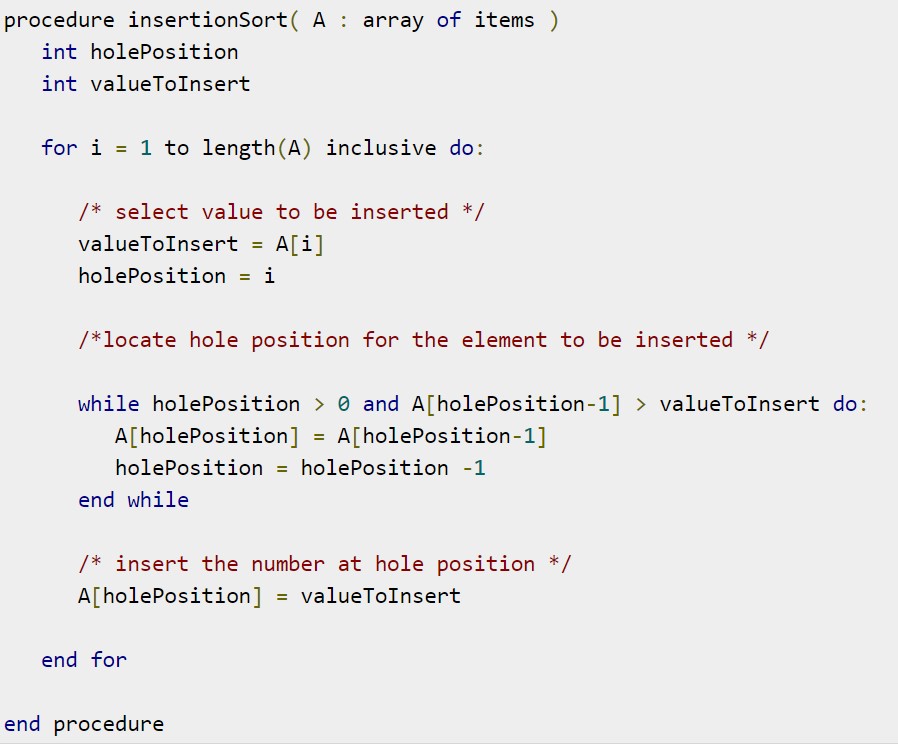 procedure insertionSort( A : array of items )
   int holePosition
   int valueToInsert

   for i = 1 to length(A) inclusive do:

      /* select value to be inserted */
      valueToInsert = A[i]
      holePosition = i

      /*locate hole position for the element to be inserted */

      while holePosition > 0 and A[holePosition-1] > valueToInsert do:
         A[holePosition] = A[holePosition-1]
         holePosition = holePosition -1
      end while

      /* insert the number at hole position */
      A[holePosition] = valueToInsert

   end for

end procedure